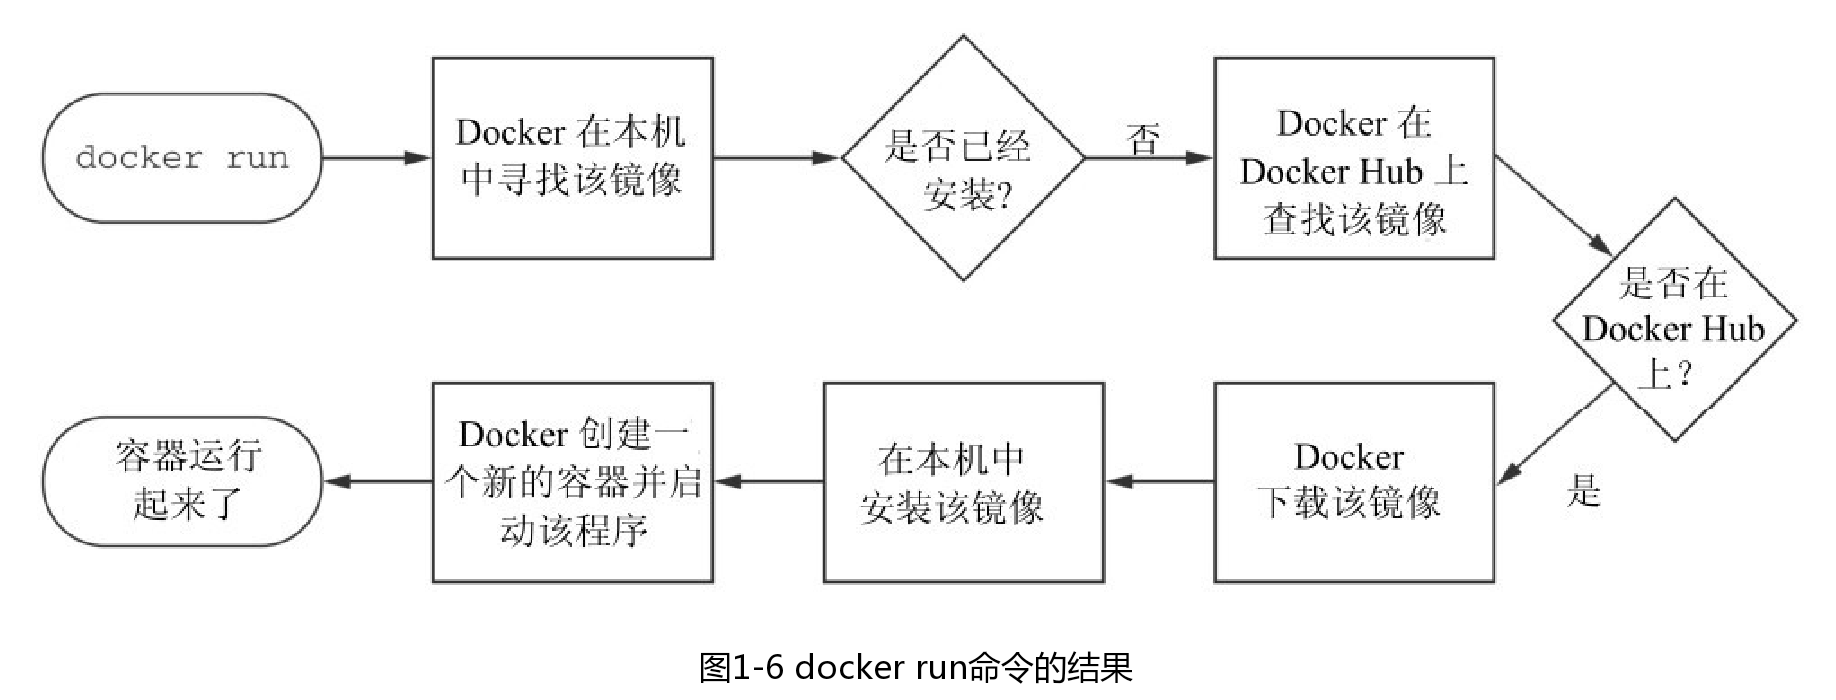 docker run
Docker 在本机
中寻找该镜像
是否已经
安装?
否
Docker 在
Docker Hub 上
查找该镜像
是否在
Docker Hub
上?
是
Docker
下载该镜像
在本机中
安装该镜像
Docker 创建一
个新的容器并启
动该程序
容器运行
起来了
图1-6 docker run命令的结果